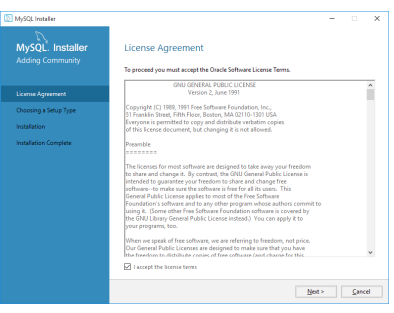 MySQL Installer
MySQL. Installer
Adding Community
License Agreement
Choosing a Setup Type
Installation
Installation Complete
License Agreement
To proceed you must accept the Oracle Software License Terms.
GNU GENERAL PUBLIC LICENSE
Version 2, June 1991
Copyright (C) 1989, 1991 Free Software Foundation, Inc.,
51 Franklin Street, Fifth Floor, Boston, MA 02110-1301 USA
Everyone is permitted to copy and distribute verbatim copies
of this license document, but changing it is not allowed.
Preamble
========
The licenses for most software are designed to take away your freedom
to share and change it. By contrast, the GNU General Public License is
intended to guarantee your freedom to share and change free
software--to make sure the software is free for all its users. This
General Public License applies to most of the Free Software
Foundation's software and to any other program whose authors commit to
using it. (Some other Free Software Foundation software is covered by
the GNU Library General Public License instead.) You can apply it to
your programs, too.
When we speak of free software, we are referring to freedom, not price.
Our General Public Licenses are designed to make sure that you have
the freedom to distribute copies of free software (and charge for this
I accept the license terms
Next >
Cancel